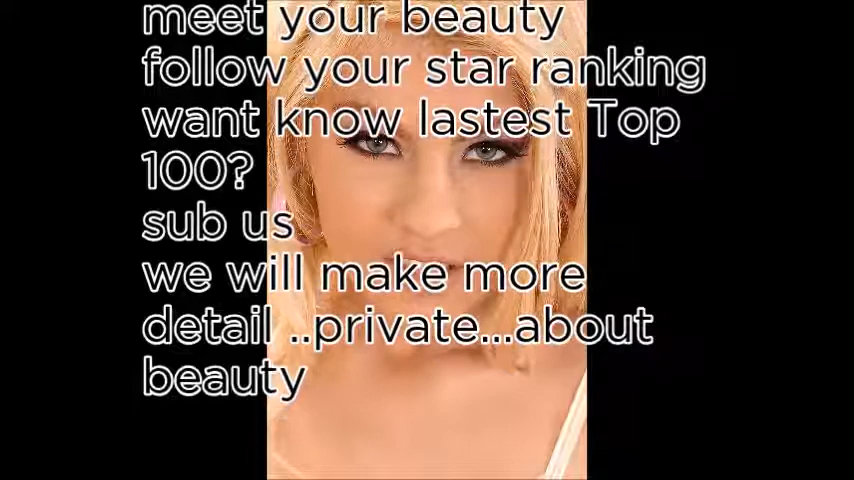 meet your beauty
follow your star ranking
want know lastest Top
100?
sub us
we will make more
detail ..private...about
beauty